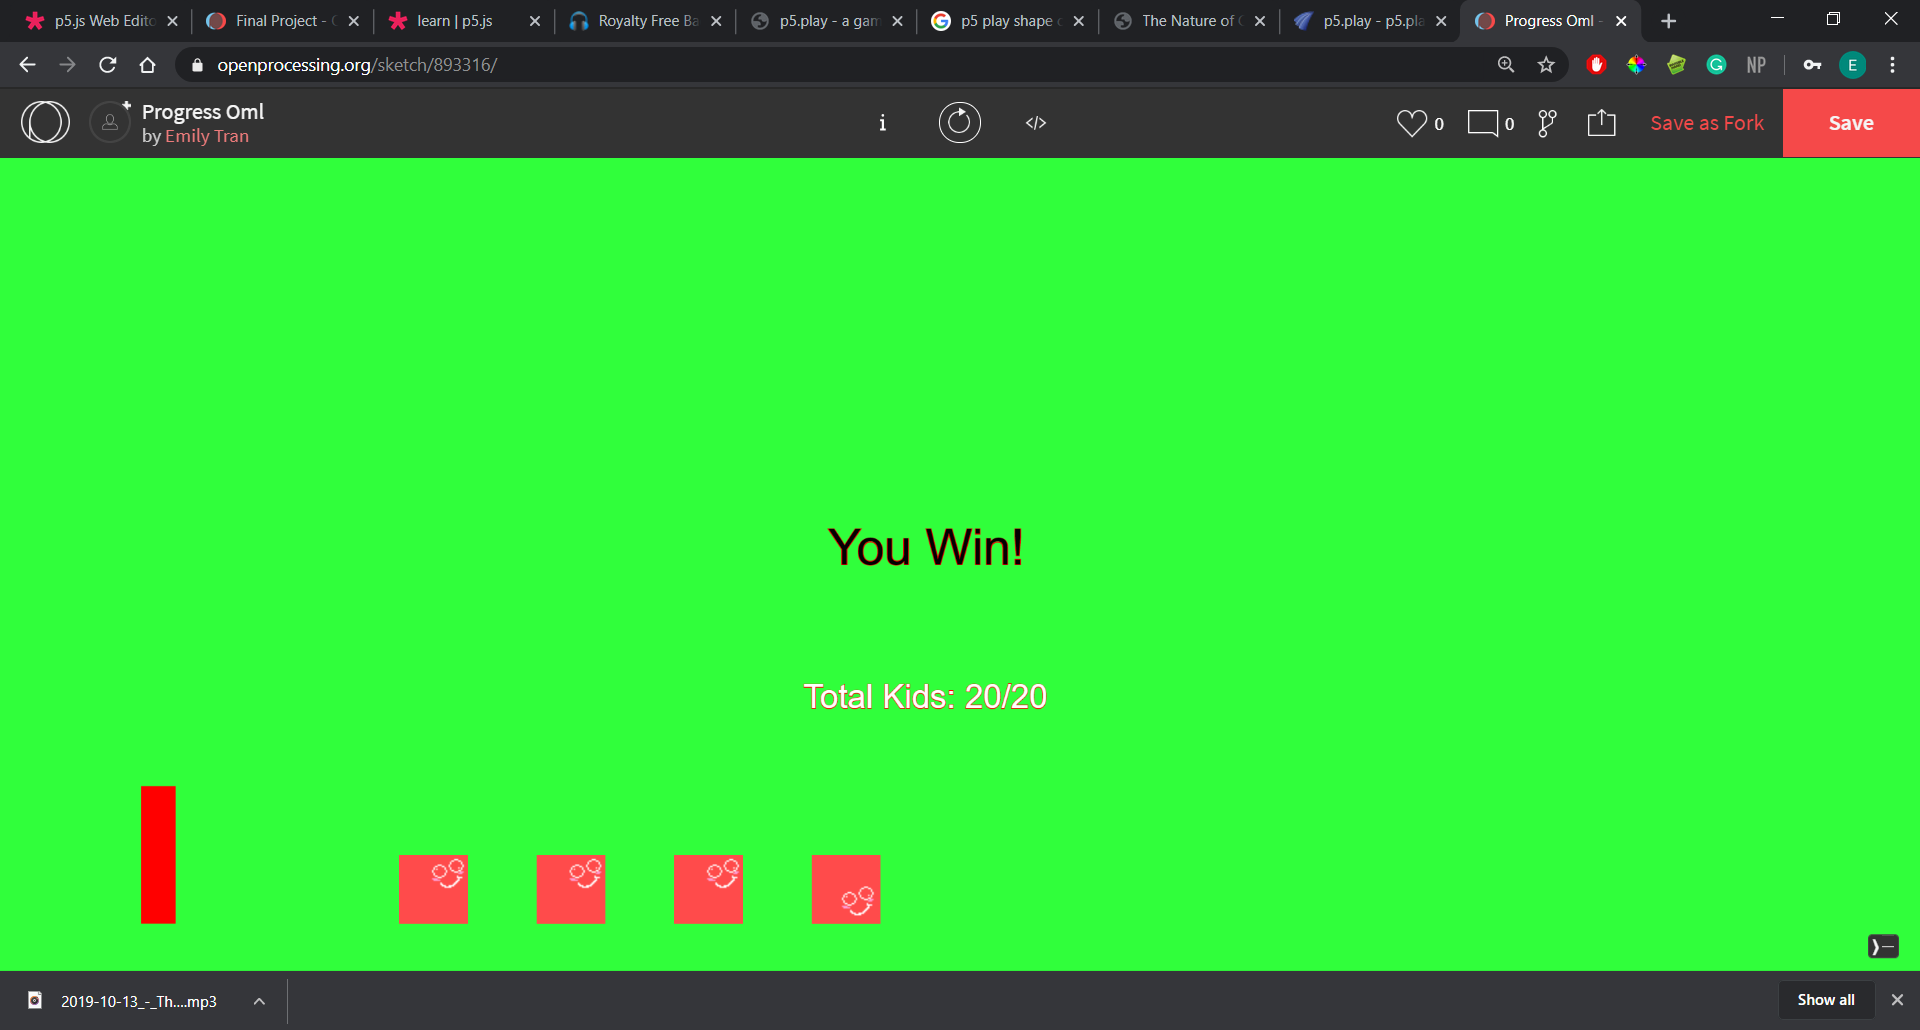 p5.js Web Edito
Final Project -
learn | p5.js
Royalty Free Ba
p5.play - a gam
p5 play shape
The Nature of
p5.play - p5.pla
Progress Oml -
openprocessing.org/sketch/893316/
NP
E
Progress Oml
by Emily Tran
i
</>
0
0
Save as Fork
Save
You Win!
Total Kids: 20/20
2019-10-13_-_Th....mp3
Show all